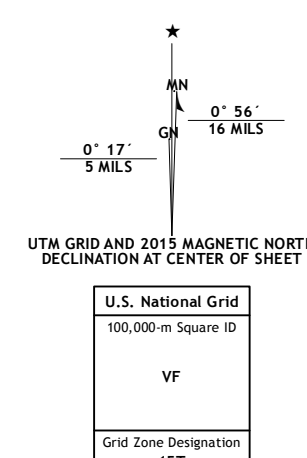 ★
MN
0° 56´
GN
16 MILS
0° 17´
5 MILS
UTM GRID AND 2015 MAGNETIC NORTH
DECLINATION AT CENTER OF SHEET
U.S. National Grid
100,000-m Square ID
VF
Grid Zone Designation